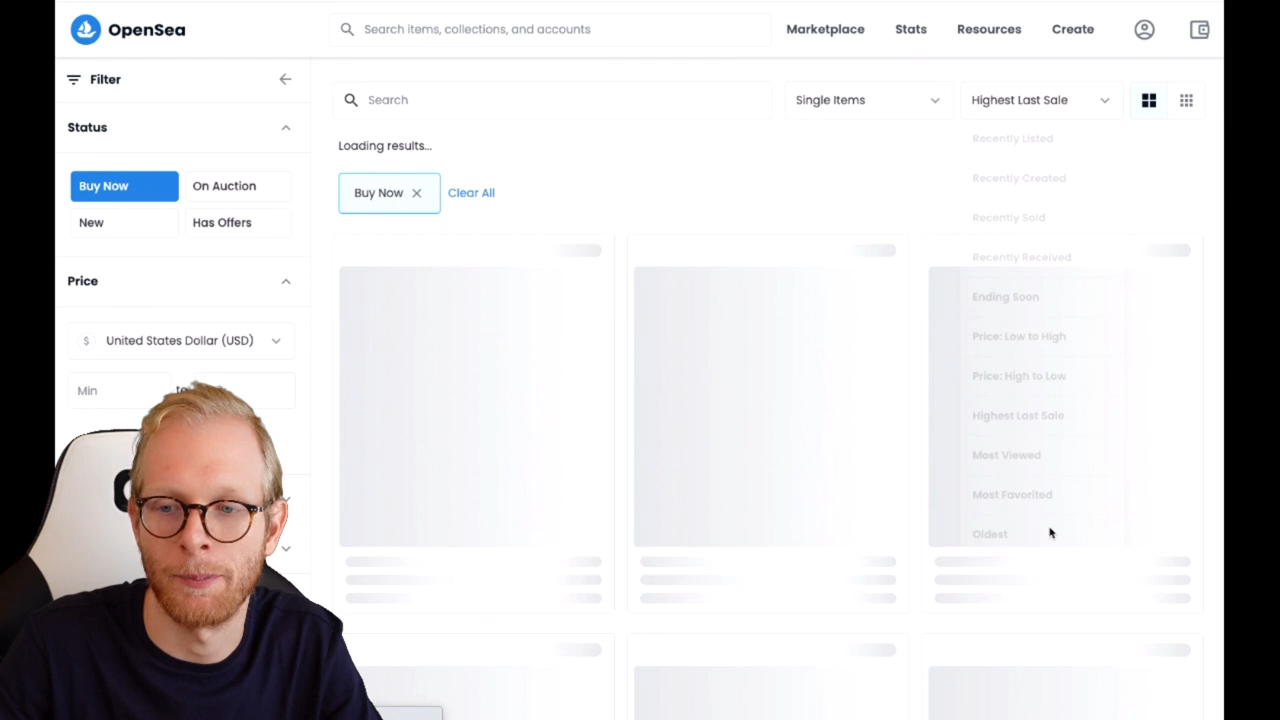 OpenSea
Search items, collections, and accounts
Marketplace
Stats
Resources
Create
Filter
Search
Single Items
Highest Last Sale
Status
Loading results...
Recently Listed
Recently Created
Buy Now
On Auction
Buy Now
Clear All
New
Has Offers
Recently Sold
Recently Received
Price
Ending Soon
$ United States Dollar (USD)
Price: Low to High
Min
Price: High to Low
Highest Last Sale
Most Viewed
Most Favorited
Oldest